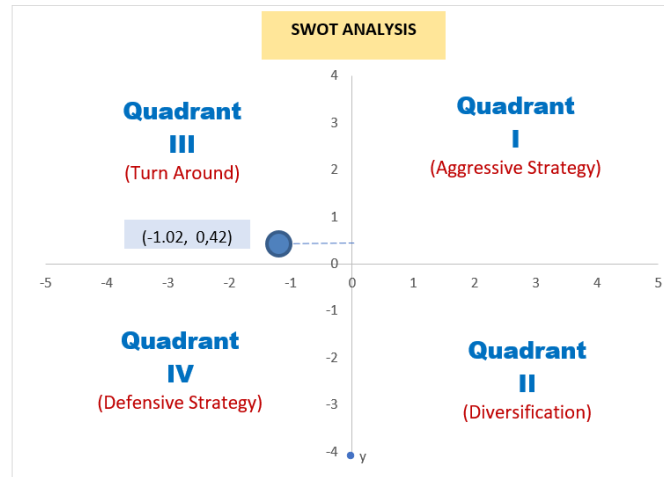 SWOT ANALYSIS
4
Quadrant
III
(Turn Around)
Quadrant
I
(Aggressive Strategy)
3
2
1
(-1.02, 0,42)
0
-5 -4 -3 -2 -1 0 1 2 3 4 5
-1
Quadrant
IV
(Defensive Strategy)
Quadrant
II
(Diversification)
-2
-3
-4
y